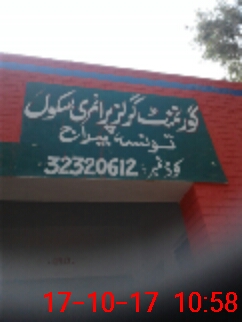 گورنمنٹ گرلز پرائمری سکول
تونسہ بیراج
کوڈ نمبر: 32320612
17-10-17 10:58